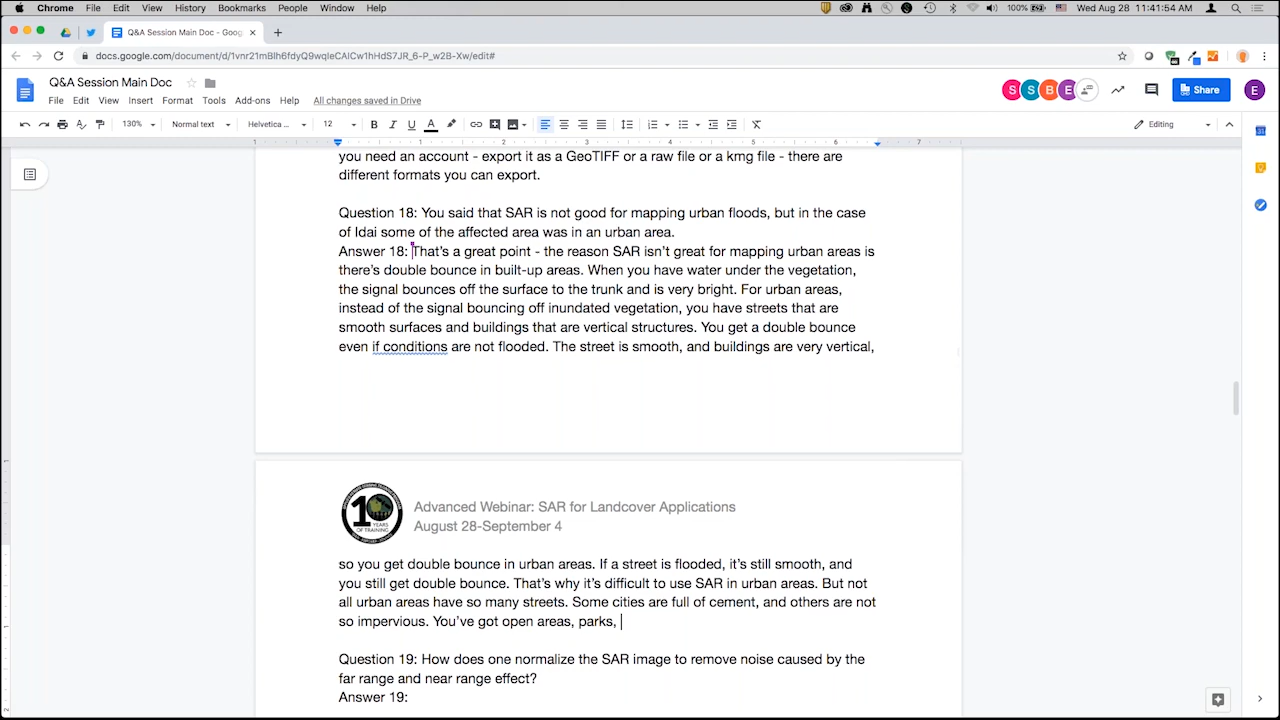 Chrome File Edit View History Bookmarks People Window Help 100% Wed Aug 28 11:41:54 AM
Q&A Session Main Doc - Goog
docs.google.com/document/d/1vnr21mBlh6fdyQ9wqIeCAlCw1hHdS7JR_6-P_w2B-Xw/edit#
Q&A Session Main Doc
S S B E Share E
File Edit View Insert Format Tools Add-ons Help All changes saved in Drive
130% Normal text Helvetica ... 12 B I U A Editing
1 1 2 3 4 5 6 7
you need an account - export it as a GeoTIFF or a raw file or a kmg file - there are
different formats you can export.
Question 18: You said that SAR is not good for mapping urban floods, but in the case
of Idai some of the affected area was in an urban area.
Answer 18: That's a great point - the reason SAR isn't great for mapping urban areas is
there's double bounce in built-up areas. When you have water under the vegetation,
the signal bounces off the surface to the trunk and is very bright. For urban areas,
instead of the signal bouncing off inundated vegetation, you have streets that are
smooth surfaces and buildings that are vertical structures. You get a double bounce
even if conditions are not flooded. The street is smooth, and buildings are very vertical,
10
YEARS
OF TRAINING
Advanced Webinar: SAR for Landcover Applications
August 28-September 4
so you get double bounce in urban areas. If a street is flooded, it's still smooth, and
you still get double bounce. That's why it's difficult to use SAR in urban areas. But not
all urban areas have so many streets. Some cities are full of cement, and others are not
so impervious. You've got open areas, parks,
Question 19: How does one normalize the SAR image to remove noise caused by the
far range and near range effect?
Answer 19: